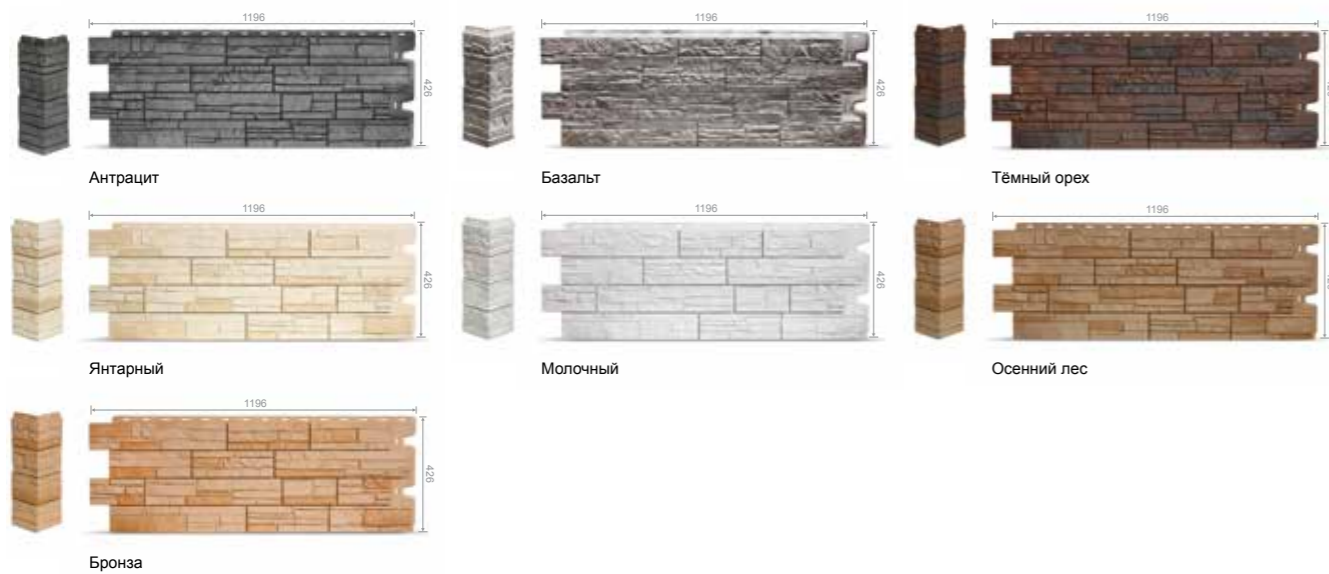 1196
1196
1196
426
426
Антрацит
Базальт
Тёмный орех
1196
1196
1196
426
426
Янтарный
Молочный
Осенний лес
1196
426
Бронза